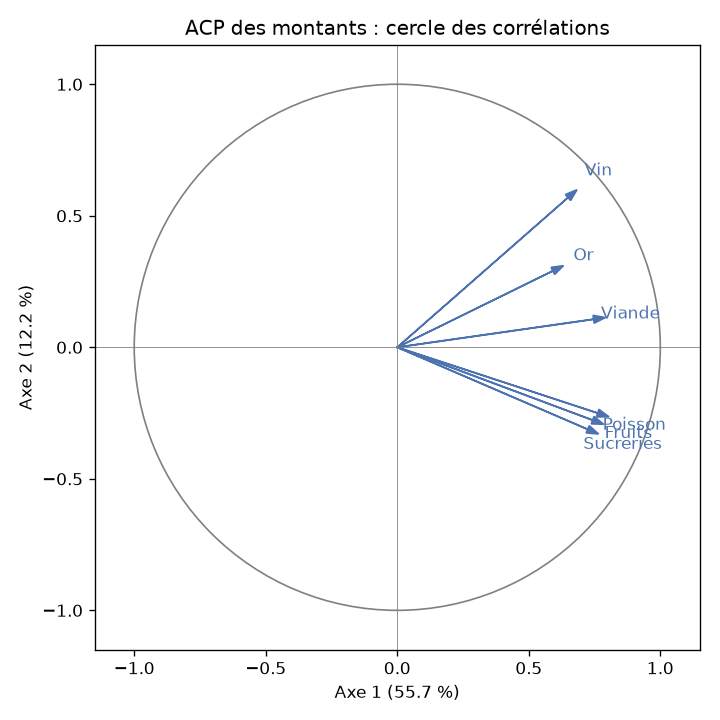 ACP des montants : cercle des corrélations
1.0
0.5
0.0
−0.5
−1.0
Axe 2 (12.2 %)
Vin
Or
Viande
Poisson
Fruits
Sucreries
−1.0
−0.5
0.0
0.5
1.0
Axe 1 (55.7 %)